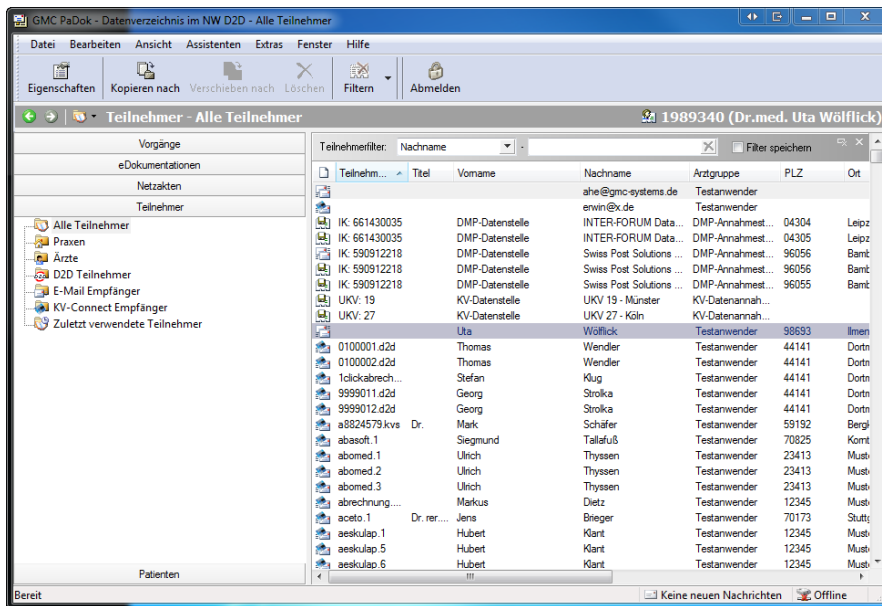 GMC PaDok - Datenverzeichnis im NW D2D - Alle Teilnehmer
Datei Bearbeiten Ansicht Assistenten Extras Fenster Hilfe
Eigenschaften Kopieren nach Verschieben nach Löschen Filtern Abmelden
Teilnehmer - Alle Teilnehmer 1989340 (Dr.med. Uta Wölflick)
Vorgänge
eDokumentationen
Netzakten
Teilnehmer
Alle Teilnehmer
Praxen
Ärzte
D2D Teilnehmer
E-Mail Empfänger
KV-Connect Empfänger
Zuletzt verwendete Teilnehmer
Patienten
Teilnehmerfilter: Nachname - Filter speichern
Teilnehm... Titel Vorname Nachname Arztgruppe PLZ Ort
ahe@gmc-systems.de Testanwender
erwin@x.de Testanwender
IK: 661430035 DMP-Datenstelle INTER-FORUM Data... DMP-Annahmest... 04304 Leipz
IK: 661430035 DMP-Datenstelle INTER-FORUM Data... DMP-Annahmest... 04305 Leipz
IK: 590912218 DMP-Datenstelle Swiss Post Solutions ... DMP-Annahmest... 96056 Bamb
IK: 590912218 DMP-Datenstelle Swiss Post Solutions ... DMP-Annahmest... 96056 Bamb
IK: 590912218 DMP-Datenstelle Swiss Post Solutions ... DMP-Annahmest... 96055 Bamb
UKV: 19 KV-Datenstelle UKV 19 - Münster KV-Datenannah...
UKV: 27 KV-Datenstelle UKV 27 - Köln KV-Datenannah...
Uta Wölflick Testanwender 98693 Ilmen
0100001.d2d Thomas Wendler Testanwender 44141 Dortm
0100002.d2d Thomas Wendler Testanwender 44141 Dortm
1clickabrech... Stefan Klug Testanwender 44141 Dortm
9999011.d2d Georg Strolka Testanwender 44141 Dortm
9999012.d2d Georg Strolka Testanwender 44141 Dortm
a8824579.kvs Dr. Mark Schäfer Testanwender 59192 Bergk
abasoft.1 Siegmund Tallafuß Testanwender 70825 Kornt
abomed.1 Ulrich Thyssen Testanwender 23413 Must
abomed.2 Ulrich Thyssen Testanwender 23413 Must
abomed.3 Ulrich Thyssen Testanwender 23413 Must
abrechnung.... Markus Dietz Testanwender 12345 Must
aceto.1 Dr. rer.... Jens Brieger Testanwender 70173 Stuttg
aeskulap.1 Hubert Klant Testanwender 12345 Must
aeskulap.5 Hubert Klant Testanwender 12345 Must
aeskulap.6 Hubert Klant Testanwender 12345 Must
Bereit Keine neuen Nachrichten Offline